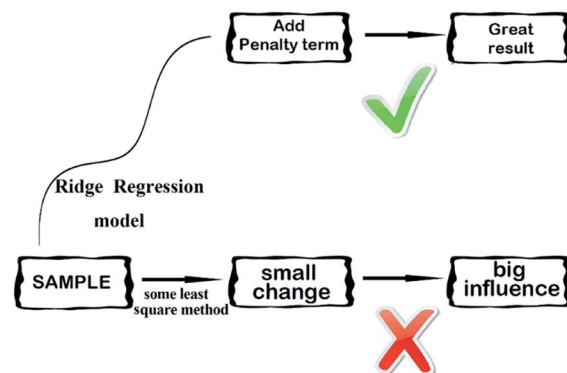 Add
Penalty term
Great
result
Ridge Regression
model
SAMPLE
some least
square method
small
change
big
influence